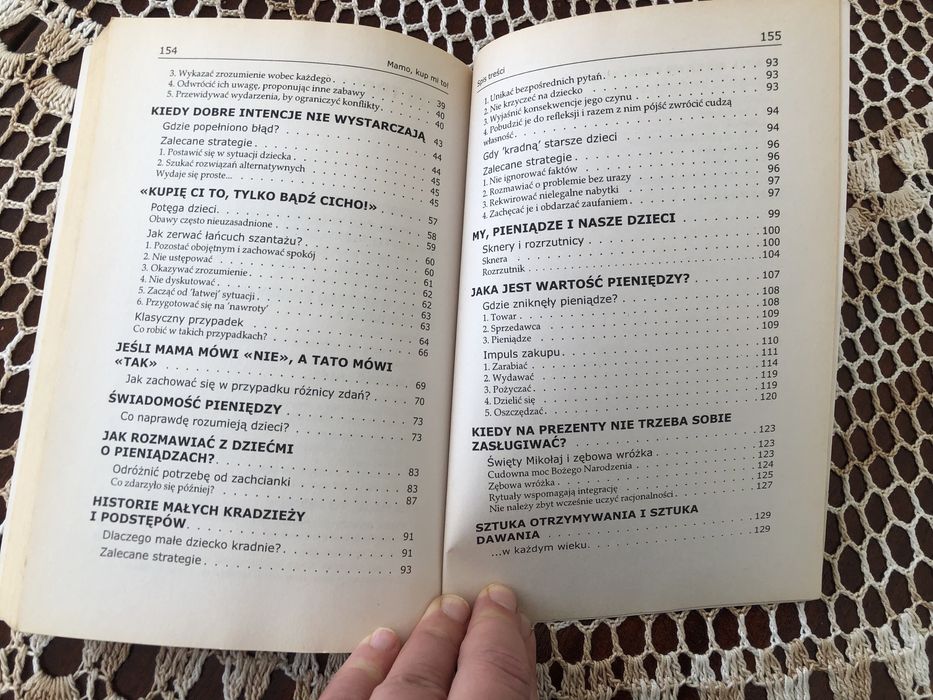 154
Mamo, kup mi to!
3. Wykazać zrozumienie wobec każdego . . . 39
4. Odwrócić ich uwagę, proponując inne zabawy . . . 40
5. Przewidywać wydarzenia, by ograniczyć konflikty . . . 40
KIEDY DOBRE INTENCJE NIE WYSTARCZAJĄ . . . 43
Gdzie popełniono błąd? . . . 44
Zalecane strategie . . . 44
1. Postawić się w sytuacji dziecka . . . 45
2. Szukać rozwiązań alternatywnych . . . 45
Wydaje się proste... . . . 45
«KUPIĘ CI TO, TYLKO BĄDŹ CICHO!» . . . 57
Potęga dzieci . . . 58
Obawy często nieuzasadnione . . . 59
Jak zerwać łańcuch szantażu? . . . 60
1. Pozostać obojętnym i zachować spokój . . . 60
2. Nie ustępować . . . 61
3. Okazywać zrozumienie . . . 62
4. Nie dyskutować . . . 62
5. Zacząć od 'łatwej' sytuacji . . . 63
6. Przygotować się na 'nawroty' . . . 63
Klasyczny przypadek . . . 64
Co robić w takich przypadkach? . . . 66
JEŚLI MAMA MÓWI «NIE», A TATO MÓWI
«TAK» . . . 69
Jak zachować się w przypadku różnicy zdań? . . . 70
ŚWIADOMOŚĆ PIENIĘDZY . . . 73
Co naprawdę rozumieją dzieci? . . . 73
JAK ROZMAWIAĆ Z DZIEĆMI
O PIENIĄDZACH? . . . 83
Odróżnić potrzebę od zachcianki . . . 83
Co zdarzyło się później? . . . 87
HISTORIE MAŁYCH KRADZIEŻY
I PODSTĘPÓW . . . 91
Dlaczego małe dziecko kradnie? . . . 91
Zalecane strategie . . . 93
Spis treści
155
1. Unikać bezpośrednich pytań . . . 93
2. Nie krzyczeć na dziecko . . . 93
3. Wyjaśnić konsekwencje jego czynu . . . 93
4. Pobudzić je do refleksji i razem z nim pójść zwrócić cudzą
własność . . . 94
Gdy 'kradną' starsze dzieci . . . 94
Zalecane strategie . . . 96
1. Nie ignorować faktów . . . 96
2. Rozmawiać o problemie bez urazy . . . 96
3. Rekwirować nielegalne nabytki . . . 97
4. Zachęcać je i obdarzać zaufaniem . . . 97
MY, PIENIĄDZE I NASZE DZIECI . . . 99
Sknery i rozrzutnicy . . . 100
Sknera . . . 100
Rozrzutnik . . . 104
JAKA JEST WARTOŚĆ PIENIĘDZY? . . . 107
Gdzie zniknęły pieniądze? . . . 108
1. Towar . . . 108
2. Sprzedawca . . . 109
3. Pieniądze . . . 109
Impuls zakupu . . . 110
1. Zarabiać . . . 111
2. Wydawać . . . 114
3. Pożyczać . . . 119
4. Dzielić się . . . 119
5. Oszczędzać . . . 120
KIEDY NA PREZENTY NIE TRZEBA SOBIE
ZASŁUGIWAĆ? . . . 123
Święty Mikołaj i zębowa wróżka . . . 123
Cudowna moc Bożego Narodzenia . . . 123
Zębowa wróżka . . . 124
Rytuały wspomagają integrację . . . 125
Nie należy zbyt wcześnie uczyć racjonalności . . . 127
SZTUKA OTRZYMYWANIA I SZTUKA
DAWANIA . . . 129
...w każdym wieku . . . 129